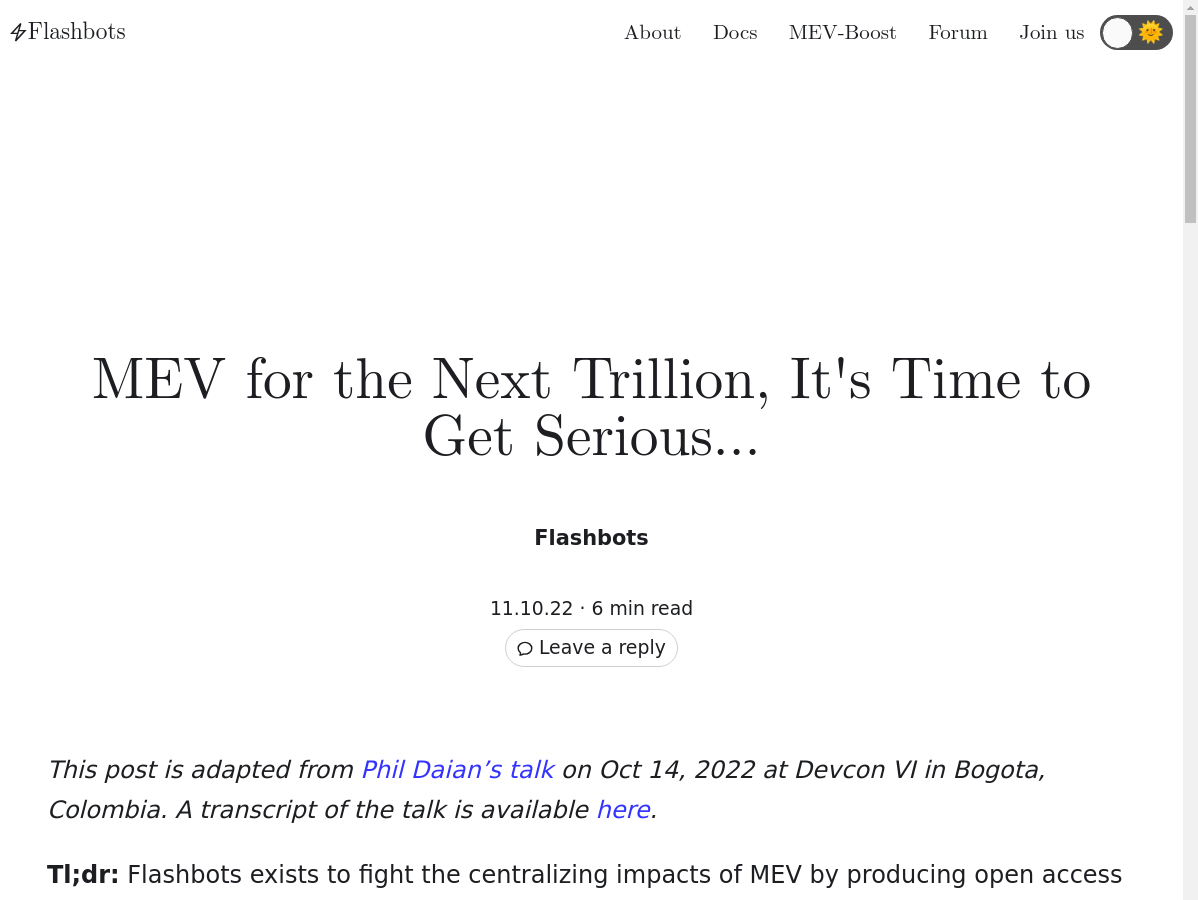 Flashbots
About Docs MEV-Boost Forum Join us
MEV for the Next Trillion, It's Time to
Get Serious...
Flashbots
11.10.22 · 6 min read
Leave a reply
This post is adapted from Phil Daian’s talk on Oct 14, 2022 at Devcon VI in Bogota,
Colombia. A transcript of the talk is available here.
Tl;dr: Flashbots exists to fight the centralizing impacts of MEV by producing open access